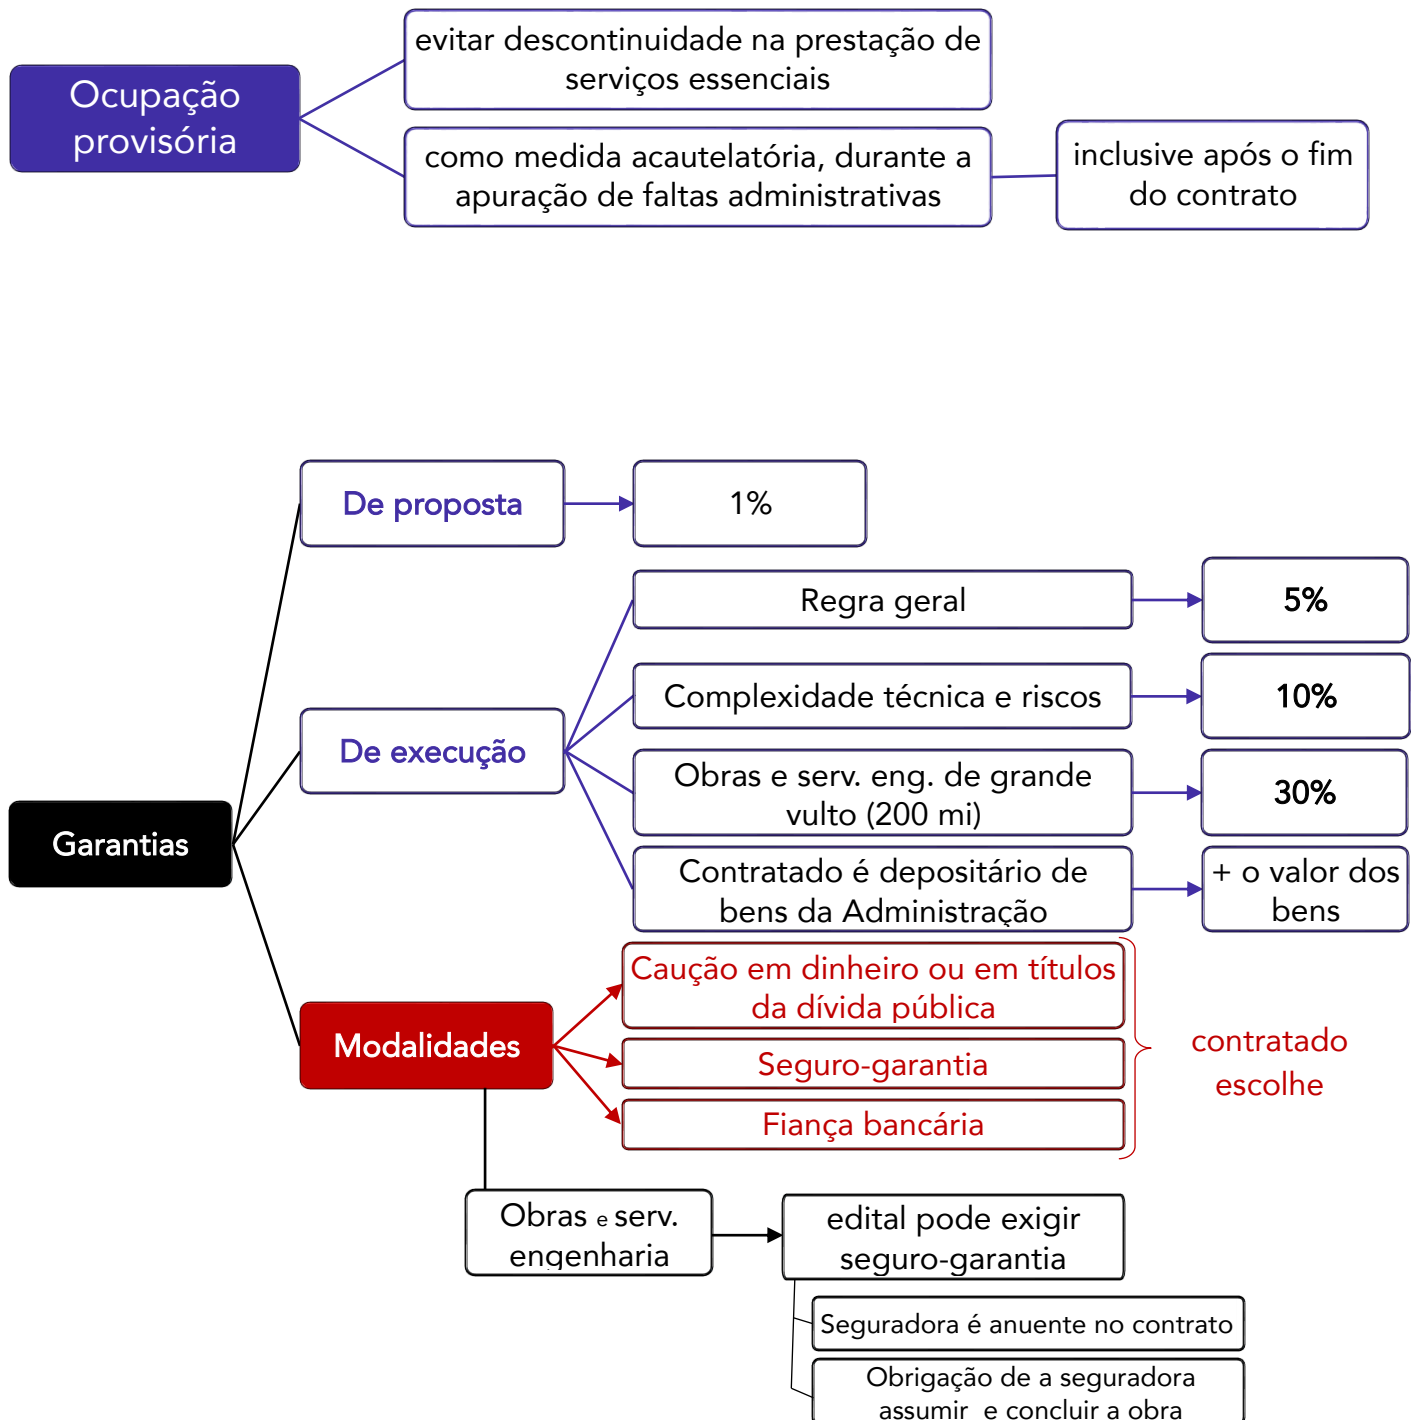 Ocupação
provisória
evitar descontinuidade na prestação de
serviços essenciais
como medida acautelatória, durante a
apuração de faltas administrativas
inclusive após o fim
do contrato
Garantias
De proposta
1%
De execução
Regra geral
5%
Complexidade técnica e riscos
10%
Obras e serv. eng. de grande
vulto (200 mi)
30%
Contratado é depositário de
bens da Administração
+ o valor dos
bens
Modalidades
Caução em dinheiro ou em títulos
da dívida pública
Seguro-garantia
Fiança bancária
contratado
escolhe
Obras e serv.
engenharia
edital pode exigir
seguro-garantia
Seguradora é anuente no contrato
Obrigação de a seguradora
assumir e concluir a obra